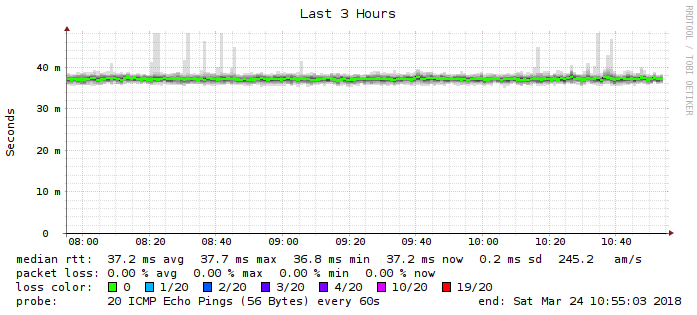 Last 3 Hours
RRDTOOL / TOBI OETIKER
Seconds
40 m
30 m
20 m
10 m
0
08:00 08:20 08:40 09:00 09:20 09:40 10:00 10:20 10:40
median rtt: 37.2 ms avg 37.7 ms max 36.8 ms min 37.2 ms now 0.2 ms sd 245.2 am/s
packet loss: 0.00 % avg 0.00 % max 0.00 % min 0.00 % now
loss color: 0 1/20 2/20 3/20 4/20 10/20 19/20
probe: 20 ICMP Echo Pings (56 Bytes) every 60s end: Sat Mar 24 10:55:03 2018